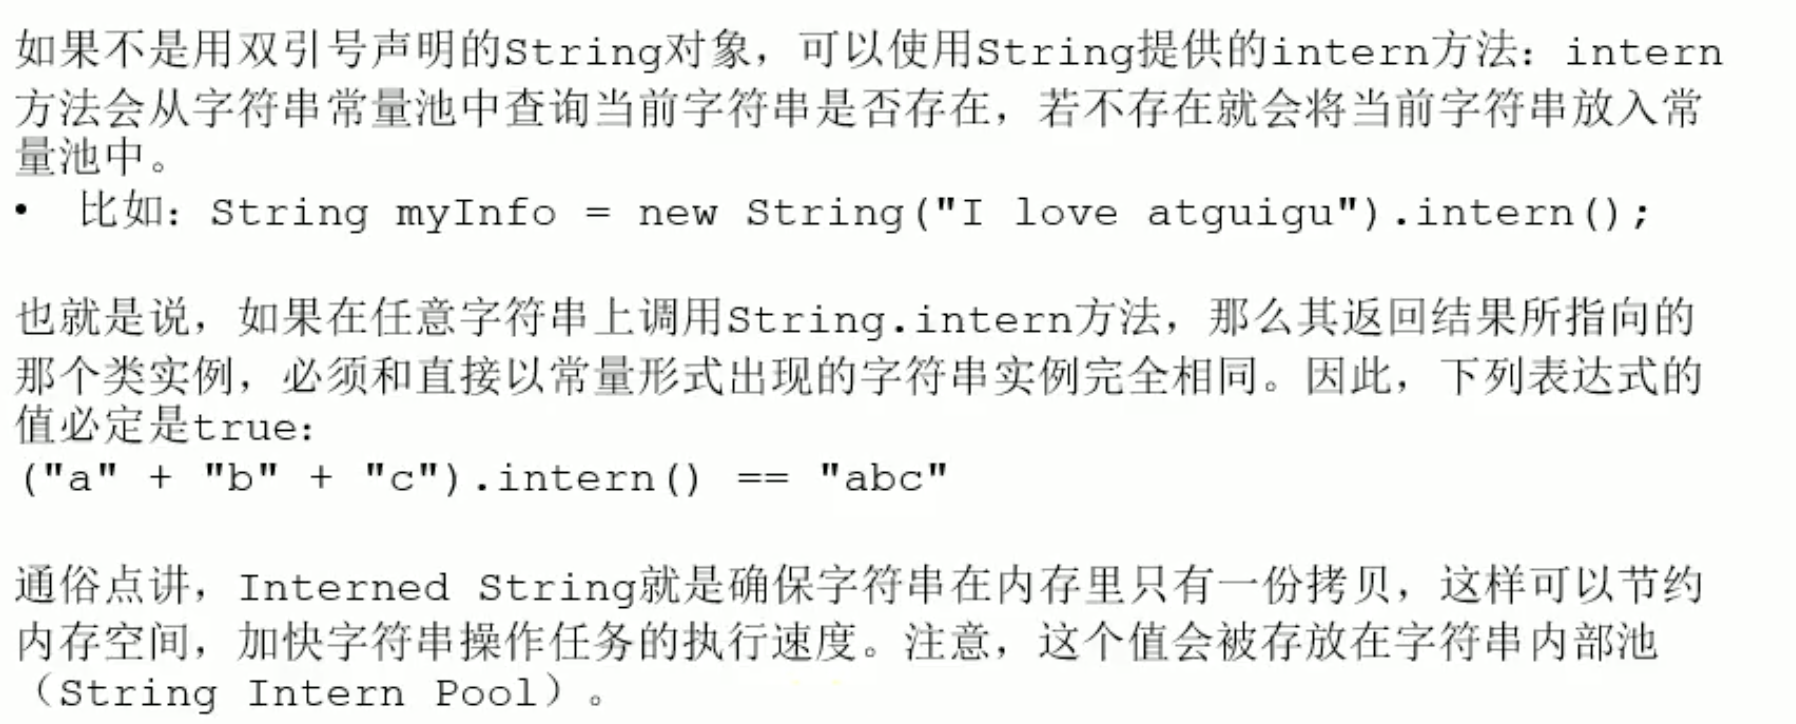 如果不是用双引号声明的String对象，可以使用String提供的intern方法：intern
方法会从字符串常量池中查询当前字符串是否存在，若不存在就会将当前字符串放入常
量池中。
• 比如：String myInfo = new String("I love atguigu").intern();
也就是说，如果在任意字符串上调用String.intern方法，那么其返回结果所指向的
那个类实例，必须和直接以常量形式出现的字符串实例完全相同。因此，下列表达式的
值必定是true：
("a" + "b" + "c").intern() == "abc"
通俗点讲，Interned String就是确保字符串在内存里只有一份拷贝，这样可以节约
内存空间，加快字符串操作任务的执行速度。注意，这个值会被存放在字符串内部池
（String Intern Pool）。